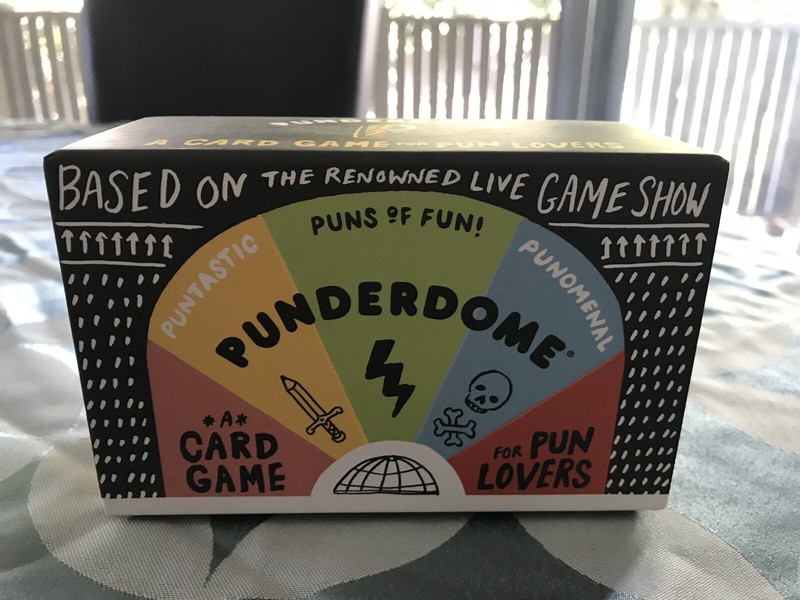 A CARD GAME FOR PUN LOVERS
BASED ON THE RENOWNED LIVE GAME SHOW
PUNTASTIC
PUNS OF FUN!
PUNOMENAL
PUNDERDOME®
*A*
CARD
GAME
FOR PUN
LOVERS